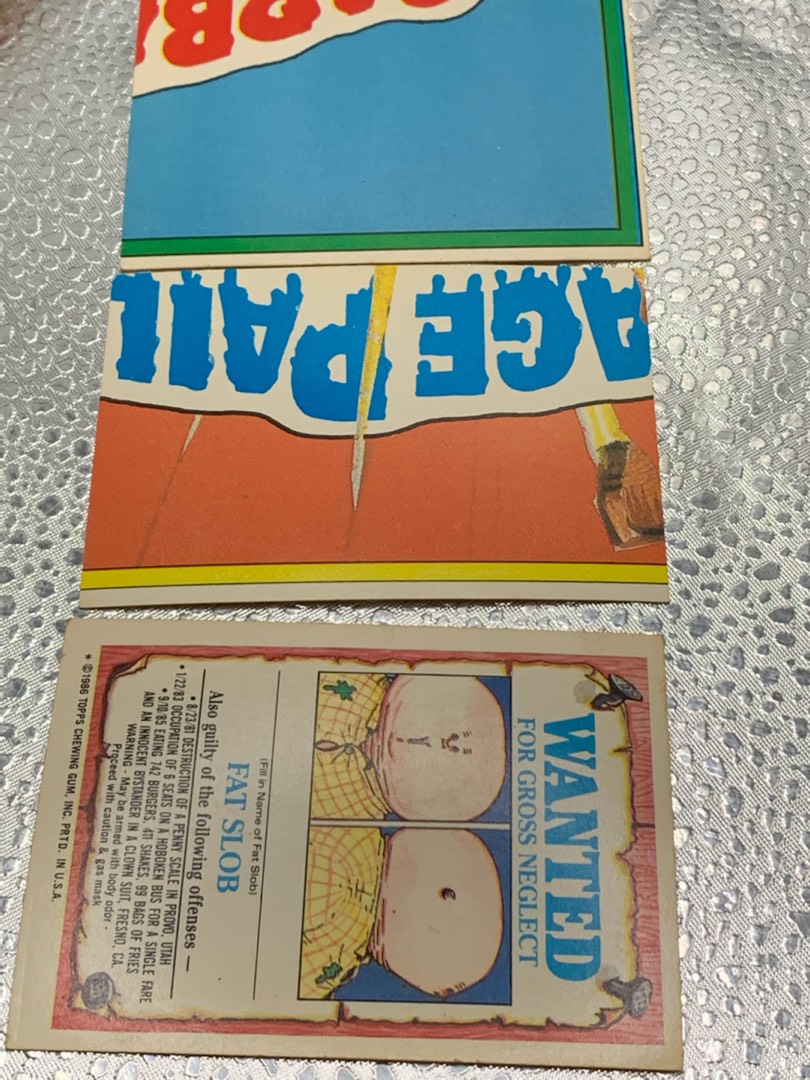 GARB
AGE PAIL
WANTED
FOR GROSS NEGLECT
(Fill in Name of Fat Slob)
FAT SLOB
Also guilty of the following offenses —
• 8/23/81 DESTRUCTION OF A PENNY SCALE IN PROVO, UTAH
• 1/22/83 OCCUPATION OF 6 SEATS ON A HOBOKEN BUS FOR A SINGLE FARE
• 9/10/85 EATING 742 BURGERS, 411 SHAKES, 99 BAGS OF FRIES
AND AN INNOCENT BYSTANDER IN A CLOWN SUIT, FRESNO, CA.
WARNING - May be armed with body odor -
Proceed with caution & gas mask
* ©1986 TOPPS CHEWING GUM, INC. PRTD. IN U.S.A.